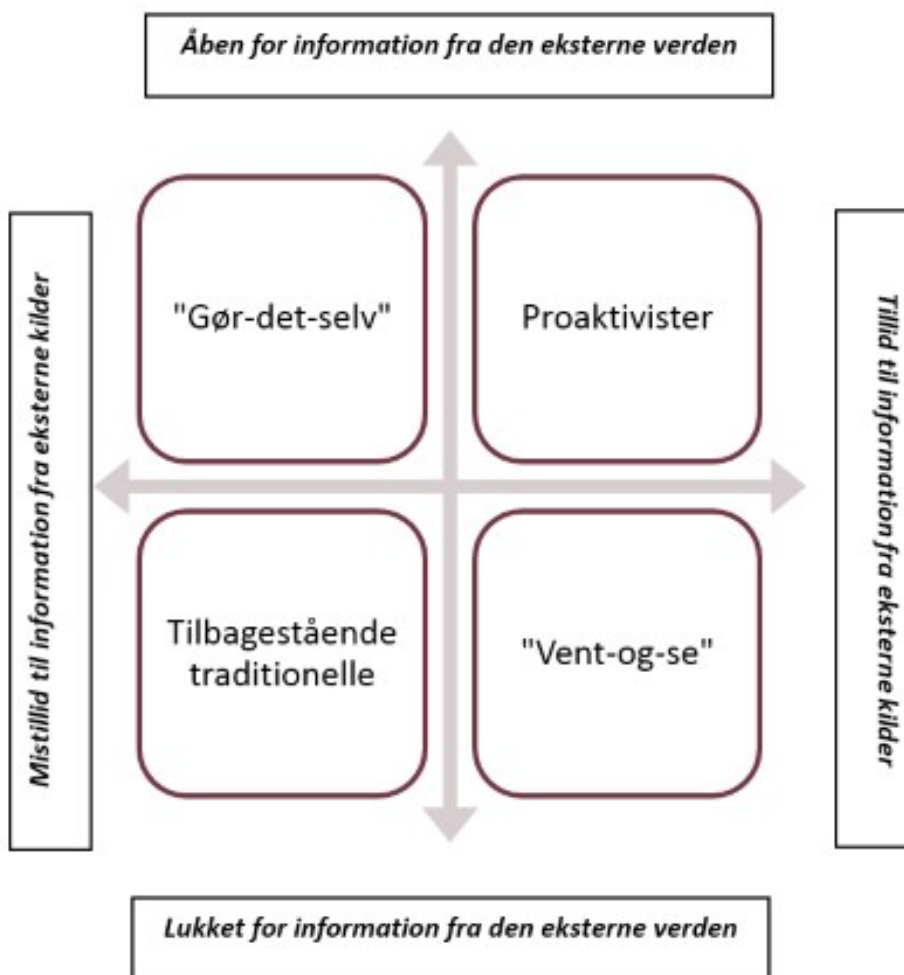 Åben for information fra den eksterne verden
Mistillid til information fra eksterne kilder
"Gør-det-selv"
Proaktivister
Tillid til information fra eksterne kilder
Tilbagestående
traditionelle
"Vent-og-se"
Lukket for information fra den eksterne verden